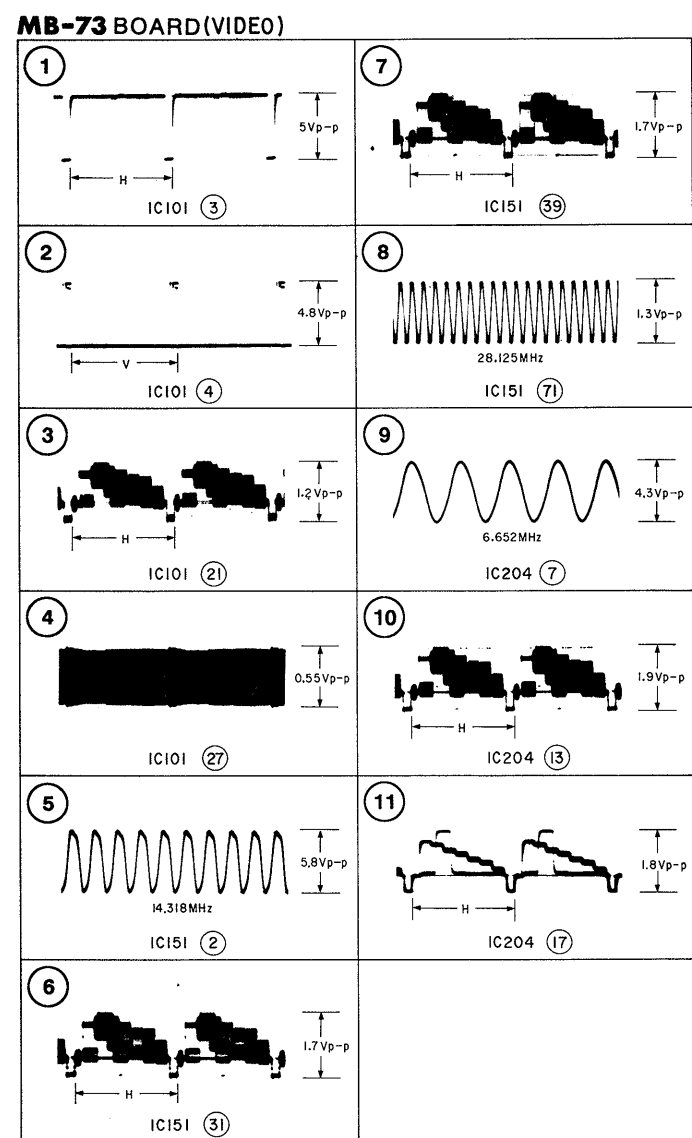 MB-73 BOARD(VIDEO)
1
5Vp-p
H
IC101 3
2
4.8Vp-p
V
IC101 4
3
1.2Vp-p
H
IC101 21
4
0.55Vp-p
IC101 27
5
5.8Vp-p
14.318MHz
IC151 2
6
1.7Vp-p
H
IC151 31
7
1.7Vp-p
H
IC151 39
8
1.3Vp-p
28.125MHz
IC151 71
9
4.3Vp-p
6.652MHz
IC204 7
10
1.9Vp-p
H
IC204 13
11
1.8Vp-p
H
IC204 17